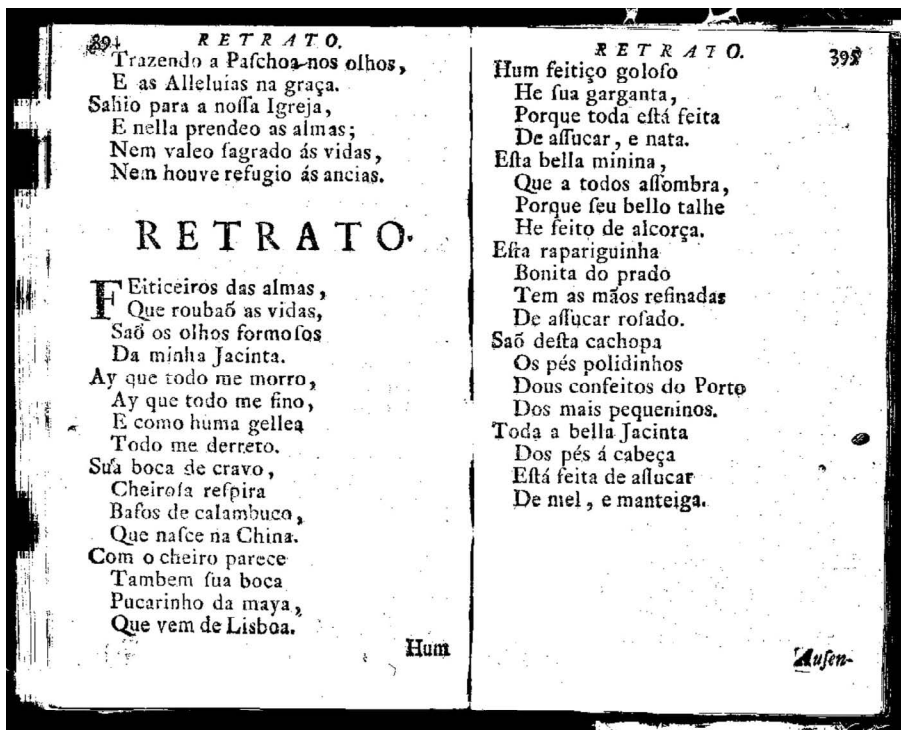 394 RETRATO.
Trazendo a Paſchoa nos olhos,
E as Alleluias na graça.
Sahio para a noſſa Igreja,
E nella prendeo as almas;
Nem valeo ſagrado ás vidas,
Nem houve refugio ás ancias.
RETRATO.
FEiticeiros das almas,
Que roubaõ as vidas,
Saõ os olhos formoſos
Da minha Jacinta.
Ay que todo me morro,
Ay que todo me fino,
E como huma gellea
Todo me derreto.
Sua boca de cravo,
Cheiroſa reſpira
Bafos de calambuco,
Que naſce na China.
Com o cheiro parece
Tambem ſua boca
Pucarinho da maya,
Que vem de Lisboa.
Hum
RETRATO. 395
Hum feitiço goloſo
He ſua garganta,
Porque toda eſtá feita
De aſſucar, e nata.
Eſta bella minina,
Que a todos aſſombra,
Porque ſeu bello talhe
He feito de alcorça.
Eſta rapariguinha
Bonita do prado
Tem as mãos refinadas
De aſſucar roſado.
Saõ deſta cachopa
Os pés polidinhos
Dous confeitos do Porto
Dos mais pequeninos.
Toda a bella Jacinta
Dos pés á cabeça
Eſtá feita de aſſucar
De mel, e manteiga.
Auſen-